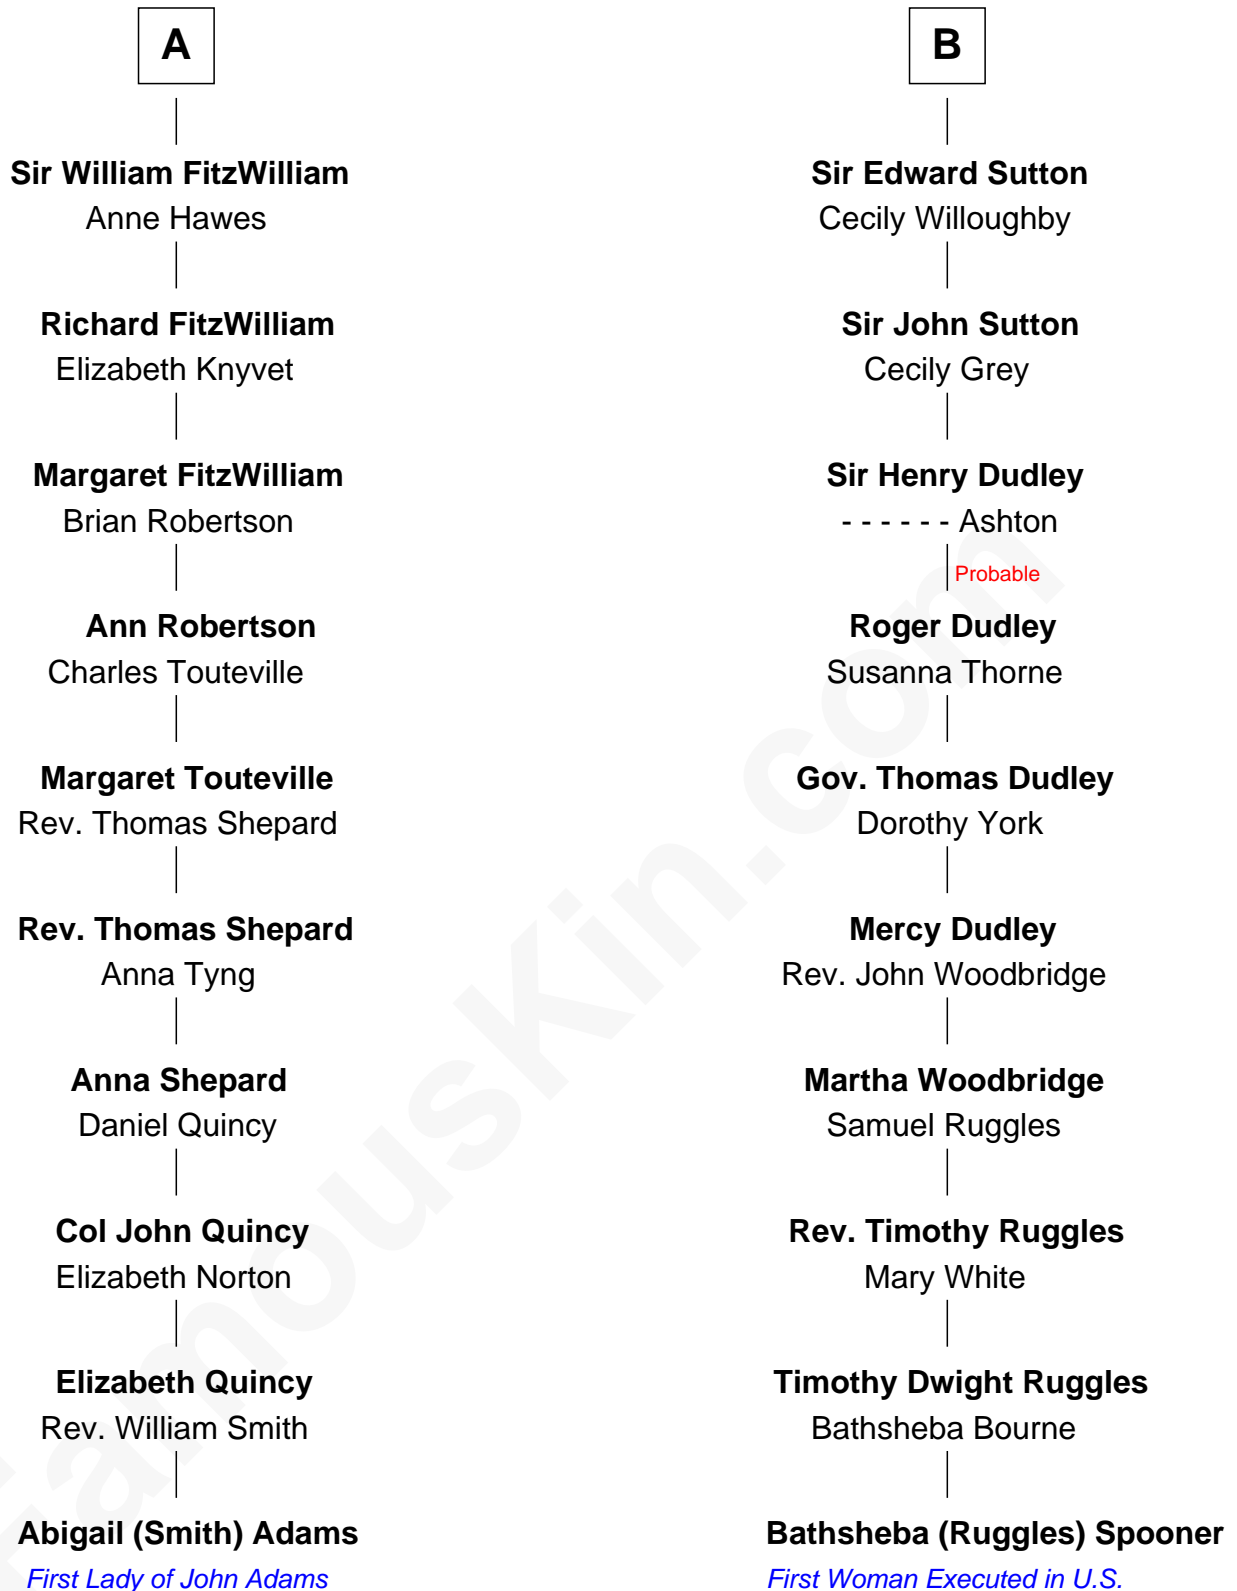 A
Sir William FitzWilliam
Anne Hawes
Richard FitzWilliam
Elizabeth Knyvet
Margaret FitzWilliam
Brian Robertson
Ann Robertson
Charles Touteville
Margaret Touteville
Rev. Thomas Shepard
Rev. Thomas Shepard
Anna Tyng
Anna Shepard
Daniel Quincy
Col John Quincy
Elizabeth Norton
Elizabeth Quincy
Rev. William Smith
Abigail (Smith) Adams
First Lady of John Adams
B
Sir Edward Sutton
Cecily Willoughby
Sir John Sutton
Cecily Grey
Sir Henry Dudley
- - - - - - Ashton
Probable
Roger Dudley
Susanna Thorne
Gov. Thomas Dudley
Dorothy York
Mercy Dudley
Rev. John Woodbridge
Martha Woodbridge
Samuel Ruggles
Rev. Timothy Ruggles
Mary White
Timothy Dwight Ruggles
Bathsheba Bourne
Bathsheba (Ruggles) Spooner
First Woman Executed in U.S.
FamousKin.com